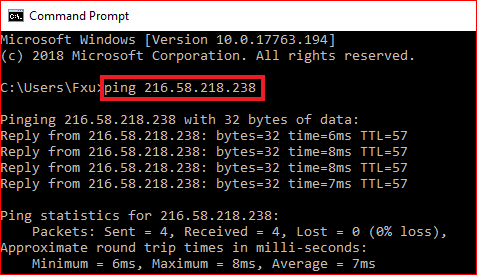 Command Prompt
Microsoft Windows [Version 10.0.17763.194]
(c) 2018 Microsoft Corporation. All rights reserved.
C:\Users\Fxu>ping 216.58.218.238
Pinging 216.58.218.238 with 32 bytes of data:
Reply from 216.58.218.238: bytes=32 time=6ms TTL=57
Reply from 216.58.218.238: bytes=32 time=8ms TTL=57
Reply from 216.58.218.238: bytes=32 time=8ms TTL=57
Reply from 216.58.218.238: bytes=32 time=7ms TTL=57
Ping statistics for 216.58.218.238:
    Packets: Sent = 4, Received = 4, Lost = 0 (0% loss),
Approximate round trip times in milli-seconds:
    Minimum = 6ms, Maximum = 8ms, Average = 7ms